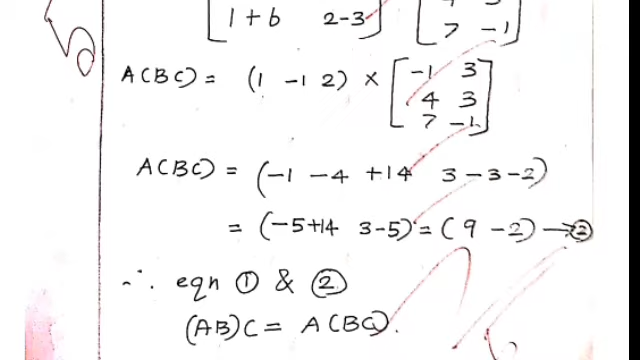 [1+6 2-3] [7 -1]
A(BC) = (1 -1 2) × [-1 3
4 3
7 -1]
A(BC) = (-1 -4 +14 3-3-2)
= (-5+14 3-5) = (9 -2) → ②
∴ eqn ① & ②
(AB)C = A(BC).